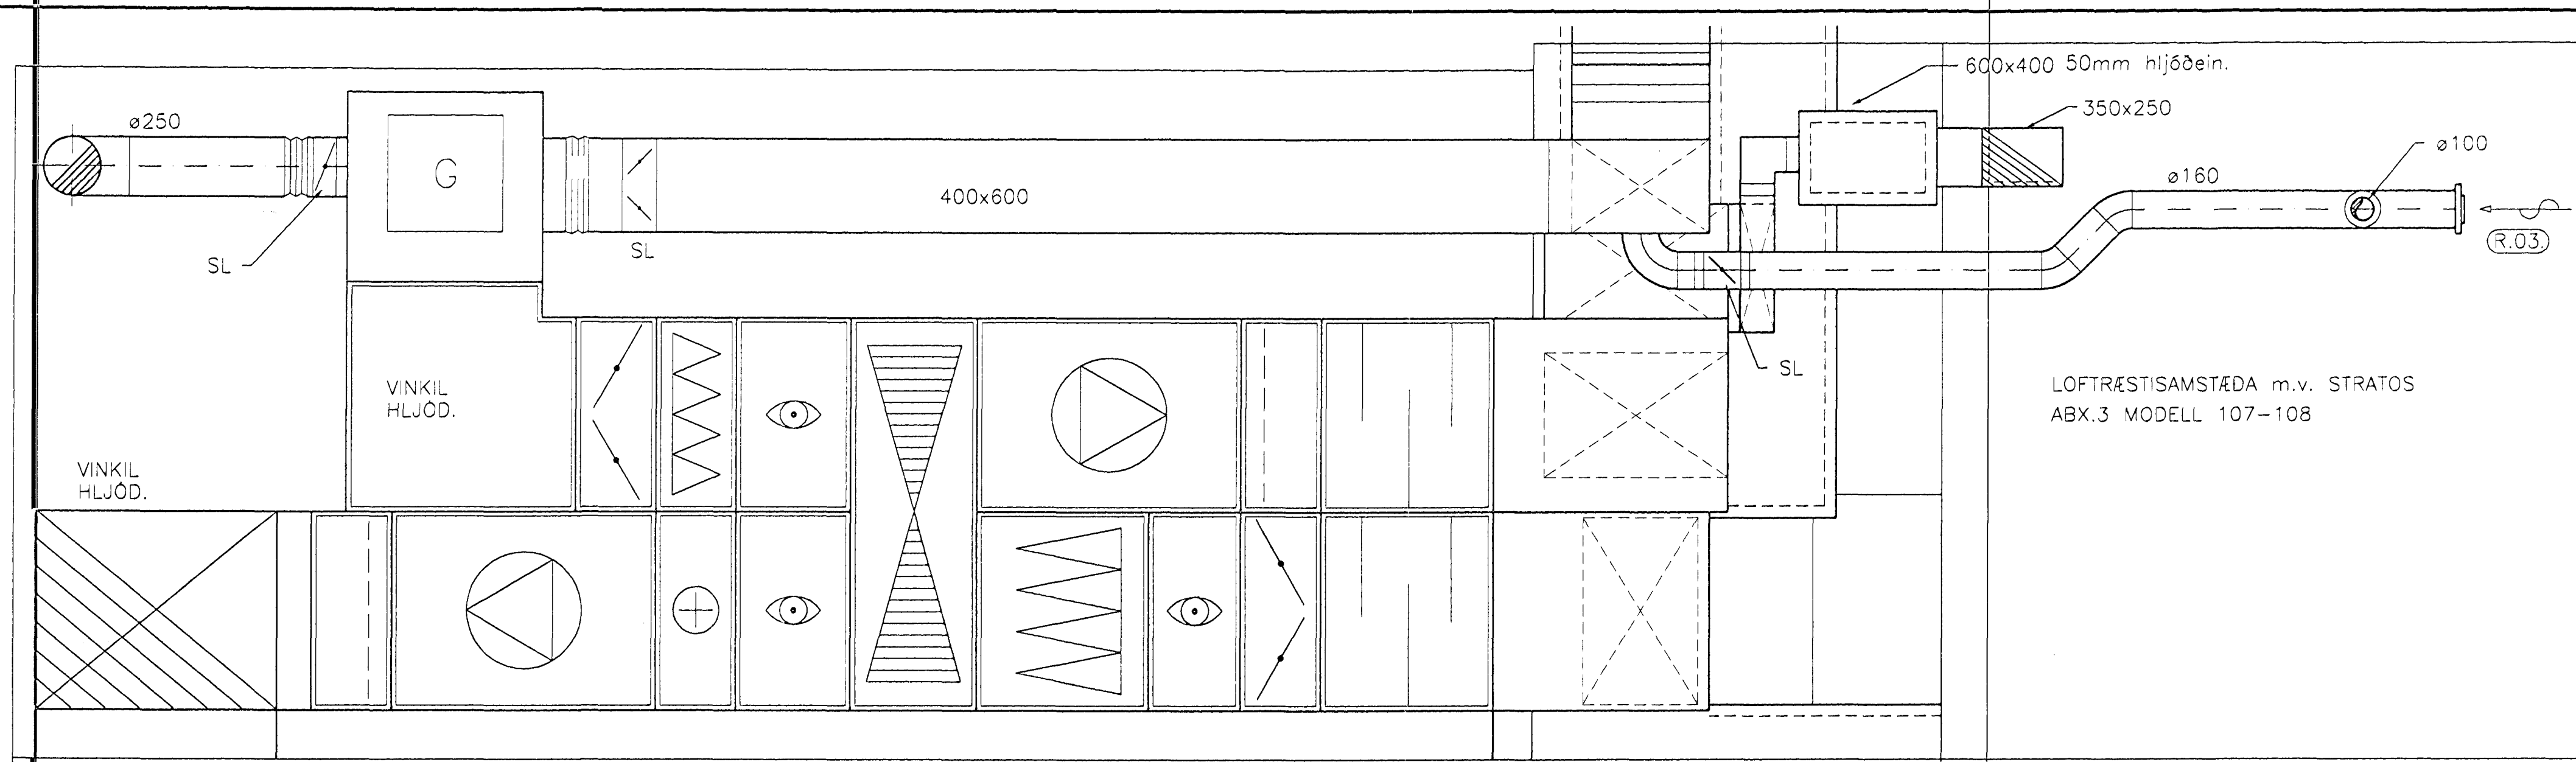 ø250
G
SL
SL
400x600
600x400 50mm hljóðein.
350x250
ø100
ø160
R.03.
SL
VINKIL
HLJÓÐ.
VINKIL
HLJÓÐ.
LOFTRÆSTISAMSTÆÐA m.v. STRATOS
ABX.3 MODELL 107-108